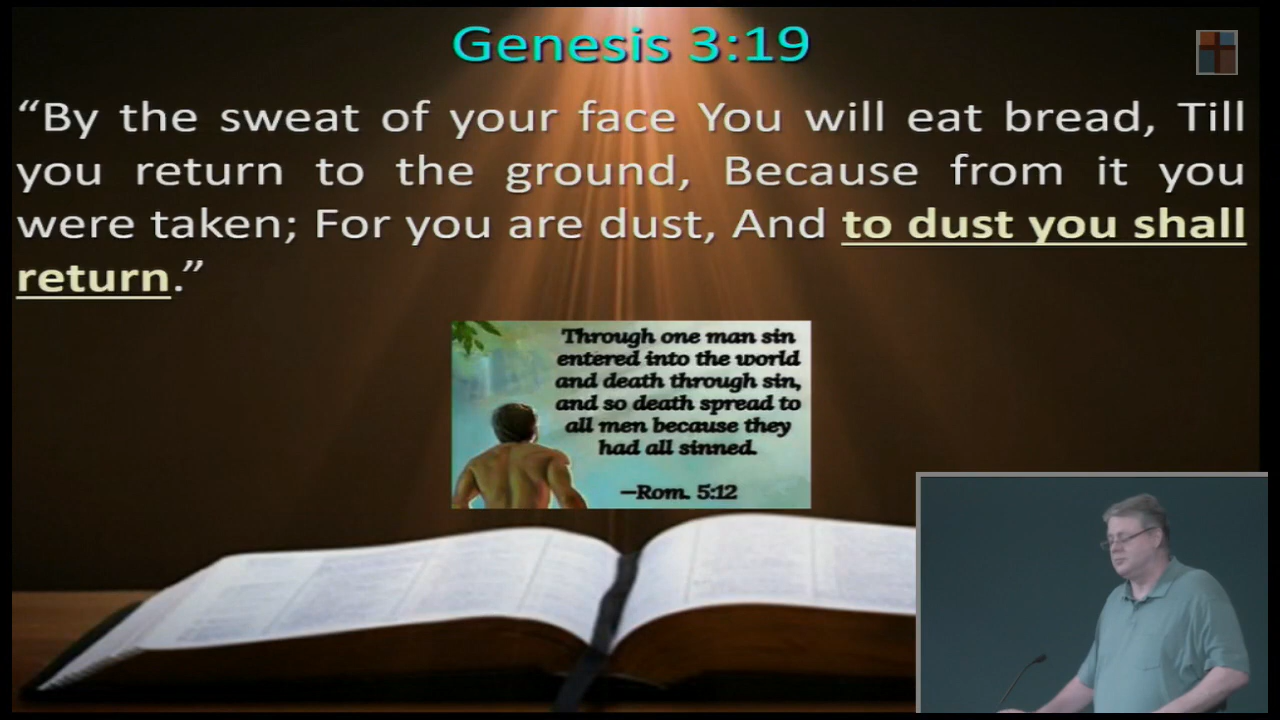 Genesis 3:19
“By the sweat of your face You will eat bread, Till
you return to the ground, Because from it you
were taken; For you are dust, And to dust you shall
return.”
Through one man sin
entered into the world
and death through sin,
and so death spread to
all men because they
had all sinned.
—Rom. 5:12